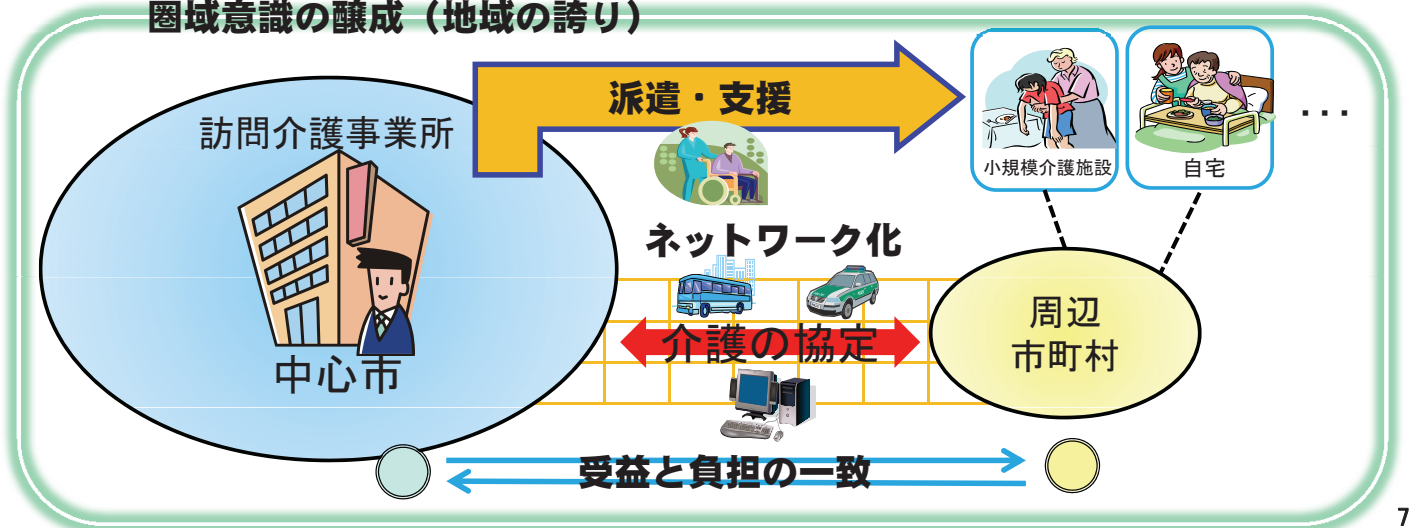 圏域意識の醸成（地域の誇り）
訪問介護事業所
派遣・支援
小規模介護施設
自宅
・・・
ネットワーク化
介護の協定
中心市
周辺
市町村
受益と負担の一致
7